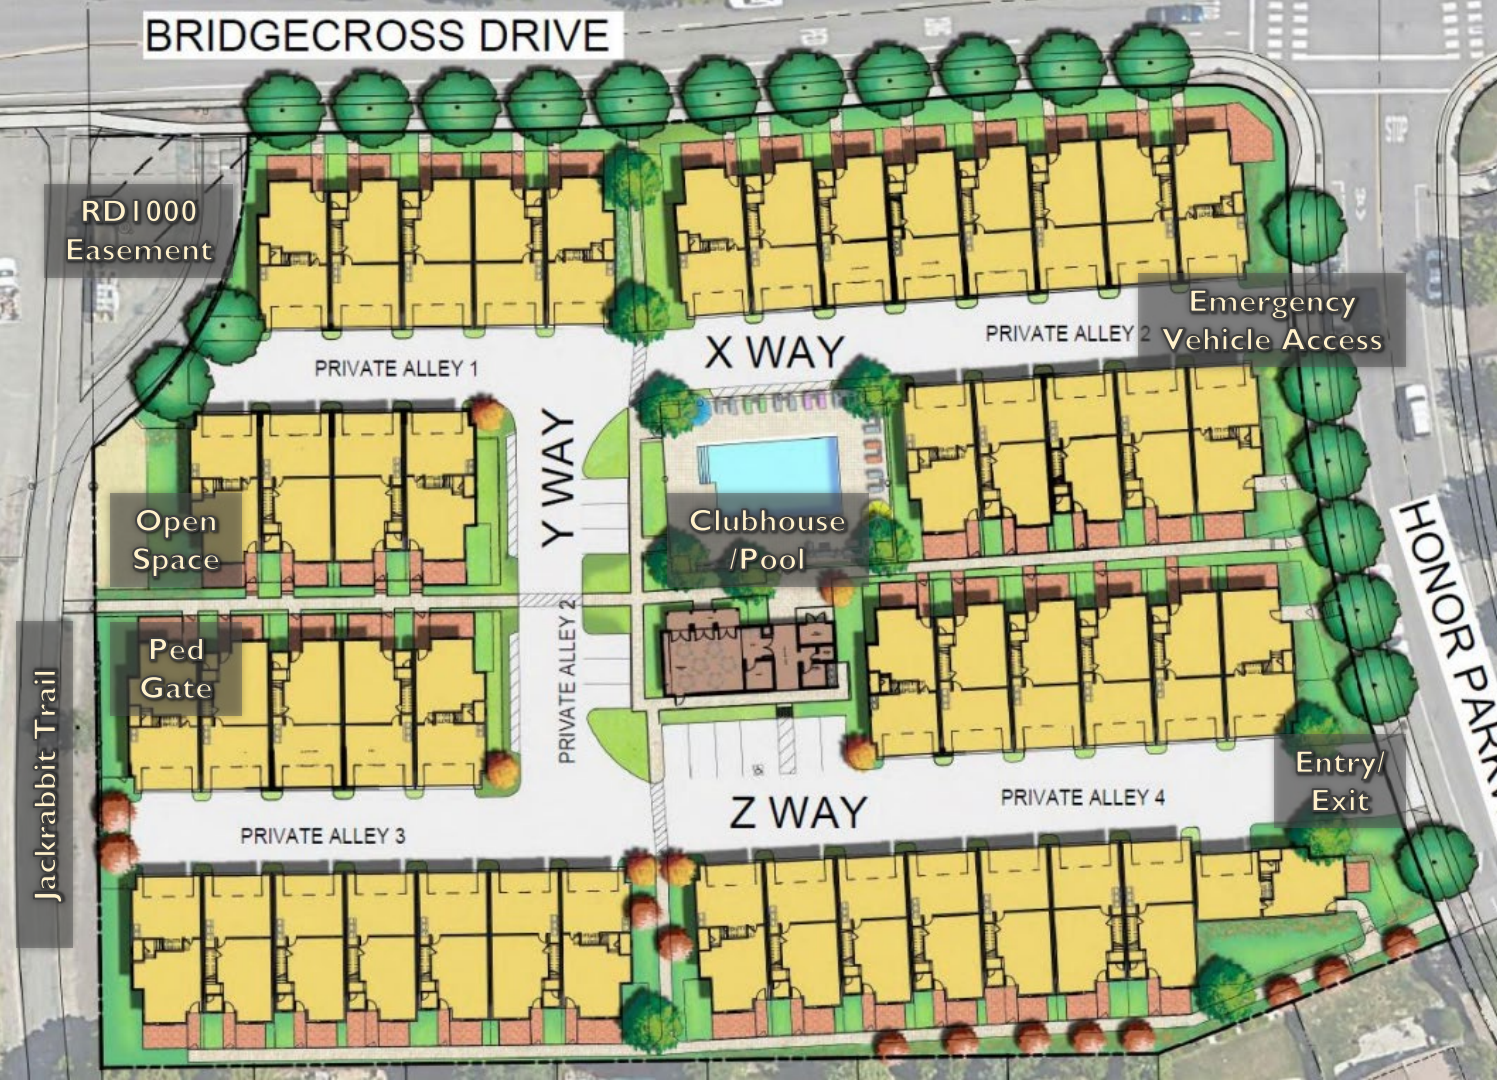 BRIDGECROSS DRIVE
STOP
RD1000
Easement
Emergency
Vehicle Access
PRIVATE ALLEY 2
X WAY
PRIVATE ALLEY 1
Y WAY
Open
Space
Clubhouse
/Pool
HONOR PARK
PRIVATE ALLEY 2
Ped
Gate
Jackrabbit Trail
Entry/
Exit
PRIVATE ALLEY 4
Z WAY
PRIVATE ALLEY 3